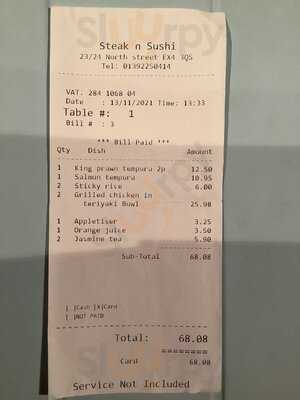 Steak n Sushi
23/24 North street EX4 3QS
Tel: 01392250414
VAT. 284 1068 04
Date : 13/11/2021 Time: 13:33
Table #: 1
Bill # : 3
*** Bill Paid ***
Qty Dish Amount
1 King prawn tempura 2p 12.50
1 Salmon tempura 10.95
2 Sticky rice 6.00
2 Grilled chicken in
teriyaki Bowl 25.98
1 Appletiser 3.25
1 Orange juice 3.50
2 Jasmine tea 5.90
Sub-Total 68.08
[ ]Cash [X]Card
[ ]NOT PAID
Total: 68.08
========
Card 68.08
Service Not Included